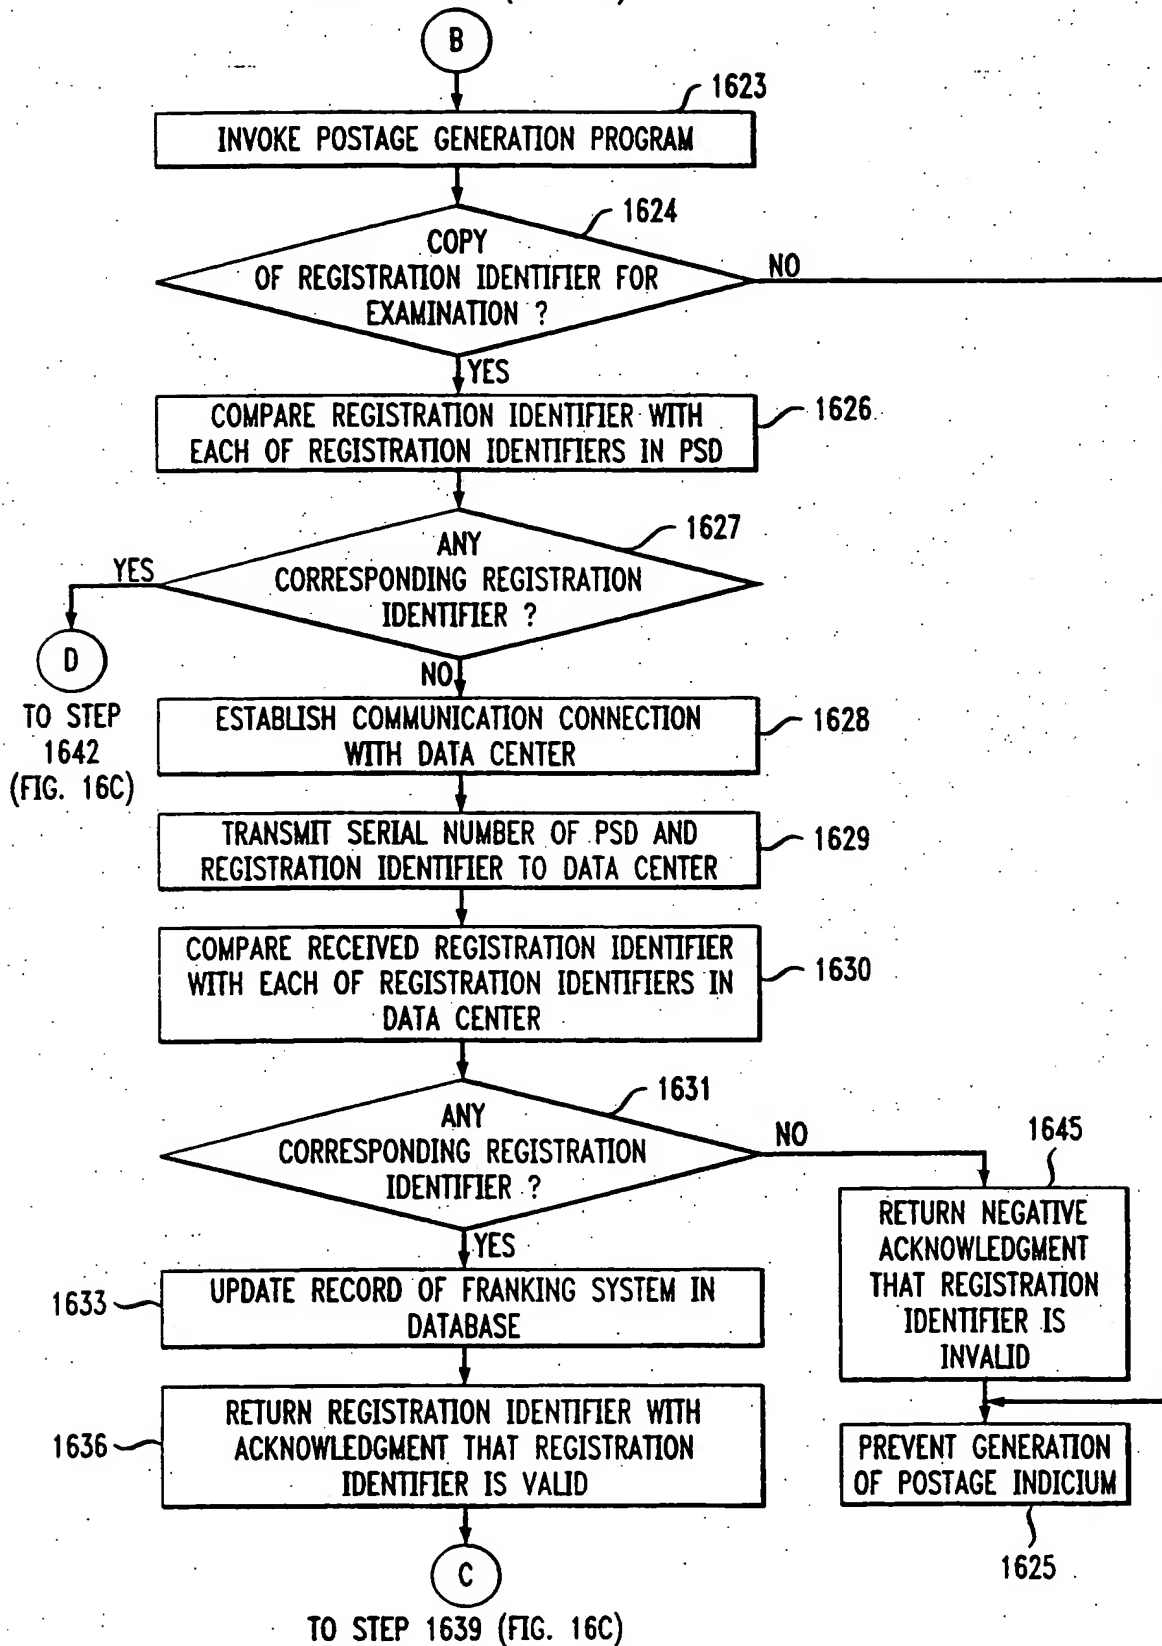 B
1623
INVOKE POSTAGE GENERATION PROGRAM
1624
COPY
OF REGISTRATION IDENTIFIER FOR
EXAMINATION ?
NO
YES
COMPARE REGISTRATION IDENTIFIER WITH
EACH OF REGISTRATION IDENTIFIERS IN PSD
1626
1627
ANY
CORRESPONDING REGISTRATION
IDENTIFIER ?
YES
D
TO STEP
1642
(FIG. 16C)
NO
ESTABLISH COMMUNICATION CONNECTION
WITH DATA CENTER
1628
TRANSMIT SERIAL NUMBER OF PSD AND
REGISTRATION IDENTIFIER TO DATA CENTER
1629
COMPARE RECEIVED REGISTRATION IDENTIFIER
WITH EACH OF REGISTRATION IDENTIFIERS IN
DATA CENTER
1630
1631
ANY
CORRESPONDING REGISTRATION
IDENTIFIER ?
NO
1645
RETURN NEGATIVE
ACKNOWLEDGMENT
THAT REGISTRATION
IDENTIFIER IS
INVALID
YES
1633
UPDATE RECORD OF FRANKING SYSTEM IN
DATABASE
1636
RETURN REGISTRATION IDENTIFIER WITH
ACKNOWLEDGMENT THAT REGISTRATION
IDENTIFIER IS VALID
PREVENT GENERATION
OF POSTAGE INDICIUM
1625
C
TO STEP 1639 (FIG. 16C)